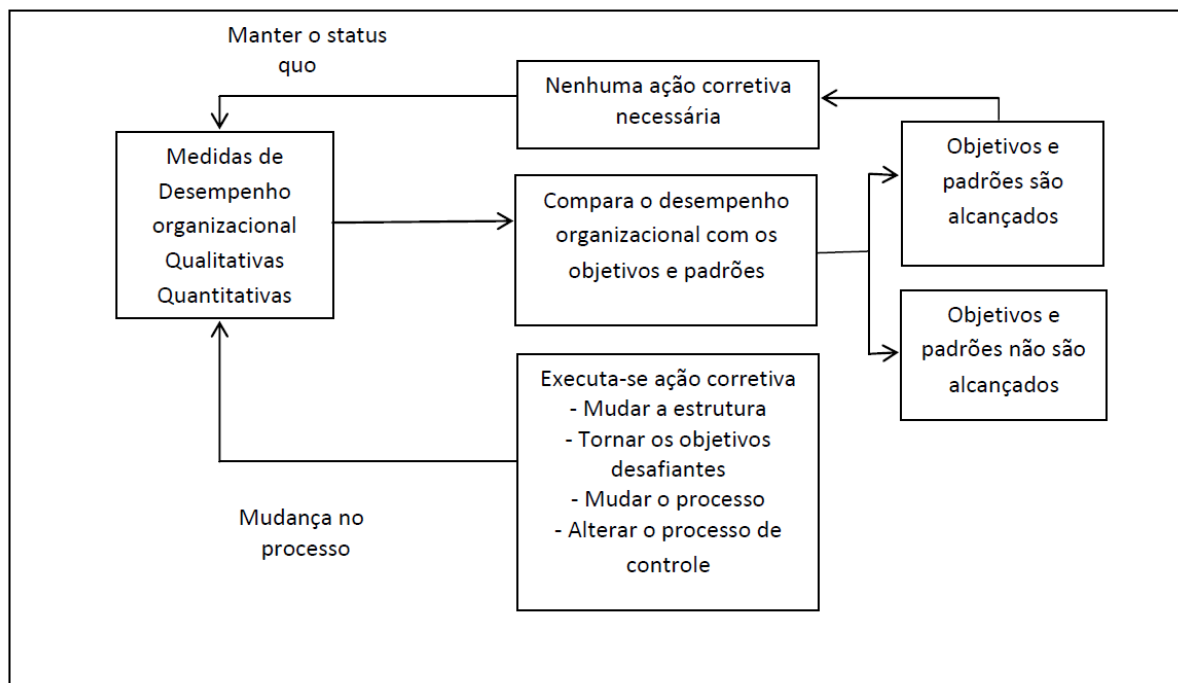 Manter o status
quo
Nenhuma ação corretiva
necessária
Medidas de
Desempenho
organizacional
Qualitativas
Quantitativas
Compara o desempenho
organizacional com os
objetivos e padrões
Objetivos e
padrões são
alcançados
Objetivos e
padrões não são
alcançados
Executa-se ação corretiva
- Mudar a estrutura
- Tornar os objetivos
desafiantes
- Mudar o processo
- Alterar o processo de
controle
Mudança no
processo